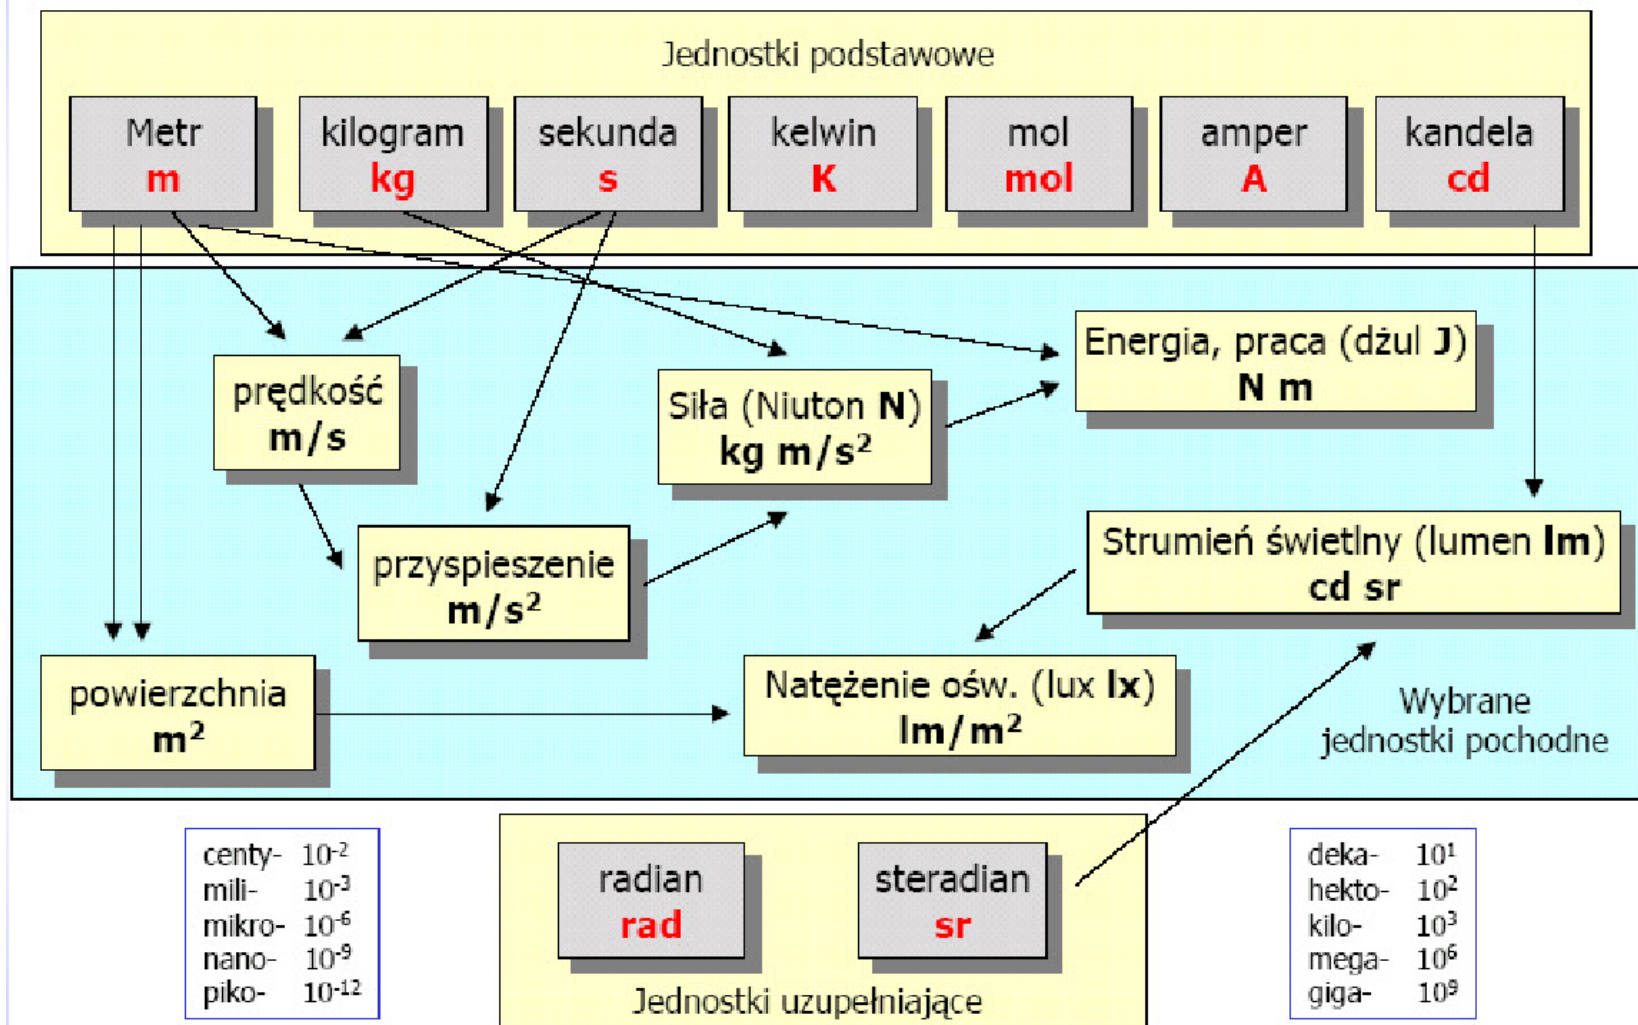 Jednostki podstawowe
Metr
m
kilogram
kg
sekunda
s
kelwin
K
mol
mol
amper
A
kandela
cd
prędkość
m/s
Siła (Niuton N)
kg m/s²
Energia, praca (dżul J)
N m
przyspieszenie
m/s²
Strumień świetlny (lumen lm)
cd sr
powierzchnia
m²
Natężenie ośw. (lux lx)
lm/m²
Wybrane
jednostki pochodne
centy- 10⁻²
mili- 10⁻³
mikro- 10⁻⁶
nano- 10⁻⁹
piko- 10⁻¹²
radian
rad
steradian
sr
Jednostki uzupełniające
deka- 10¹
hekto- 10²
kilo- 10³
mega- 10⁶
giga- 10⁹